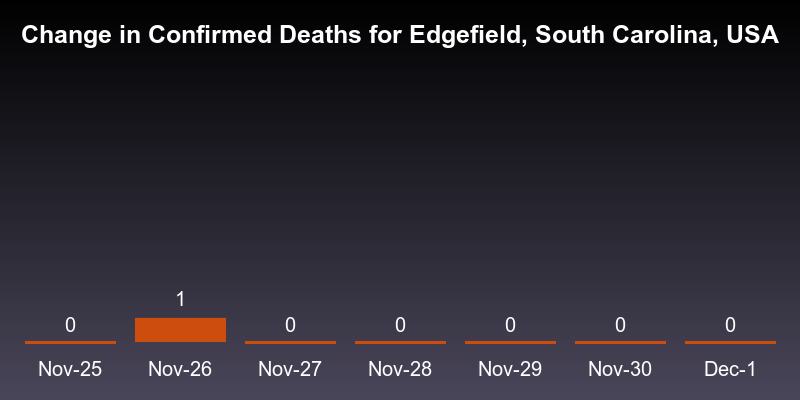 Change in Confirmed Deaths for Edgefield, South Carolina, USA
0 1 0 0 0 0 0
Nov-25 Nov-26 Nov-27 Nov-28 Nov-29 Nov-30 Dec-1